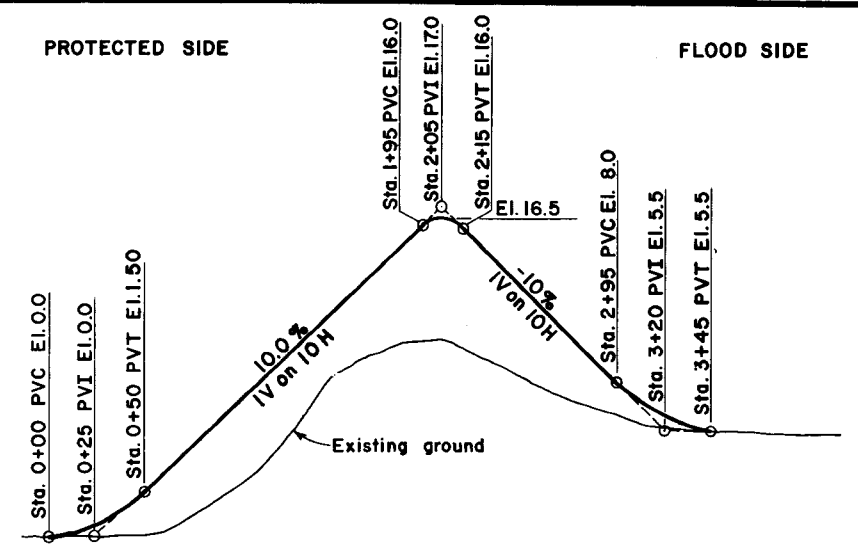 PROTECTED SIDE
FLOOD SIDE
Sta. 1+95 PVC El. 16.0
Sta. 2+05 PVI El. 17.0
Sta. 2+15 PVT El. 16.0
El. 16.5
Sta. 2+95 PVC El. 8.0
Sta. 3+20 PVI El. 5.5
Sta. 3+45 PVT El. 5.5
Sta. 0+00 PVC El. 0.0
Sta. 0+25 PVI El. 0.0
Sta. 0+50 PVT El. 1.50
10.0%
1V on 10H
-10%
1V on 10H
Existing ground